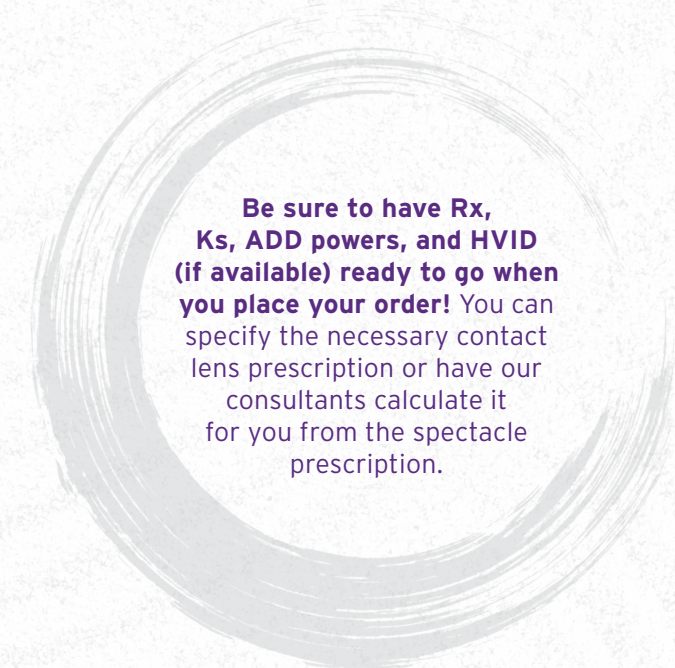 Be sure to have Rx,
Ks, ADD powers, and HVID
(if available) ready to go when
you place your order! You can
specify the necessary contact
lens prescription or have our
consultants calculate it
for you from the spectacle
prescription.